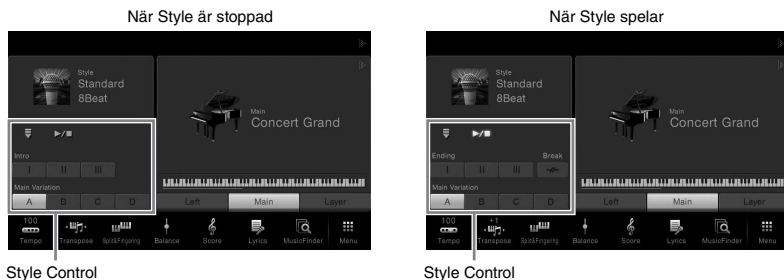 När Style är stoppad
Style
Standard
8Beat
Main
Concert Grand
Intro
I II III
Main Variation
A B C D
Left Main Layer
100
Tempo Transpose Split&Fingering Balance Score Lyrics MusicFinder Menu
Style Control
När Style spelar
Style
Standard
8Beat
Main
Concert Grand
Ending Break
I II III
Main Variation
A B C D
Left Main Layer
100 +1
Tempo Transpose Split&Fingering Balance Score Lyrics MusicFinder Menu
Style Control